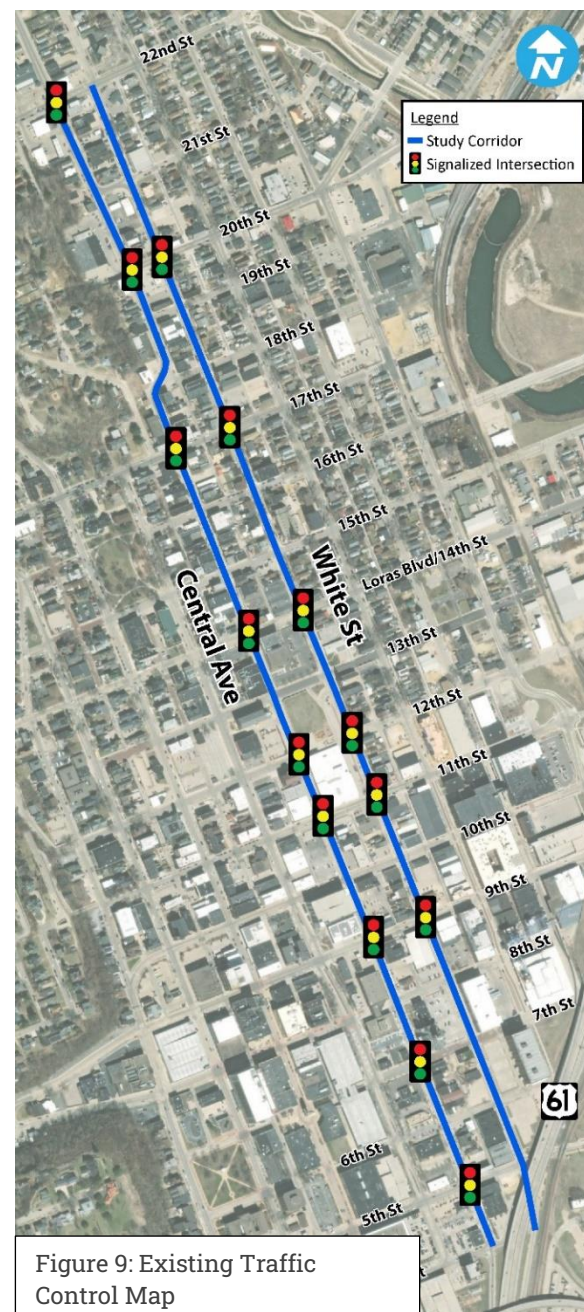 22nd St
N
Legend
Study Corridor
Signalized Intersection
21st St
20th St
19th St
18th St
17th St
16th St
15th St
Loras Blvd/14th St
White St
Central Ave
13th St
12th St
11th St
10th St
9th St
8th St
7th St
61
6th St
5th St
Figure 9: Existing Traffic
Control Map